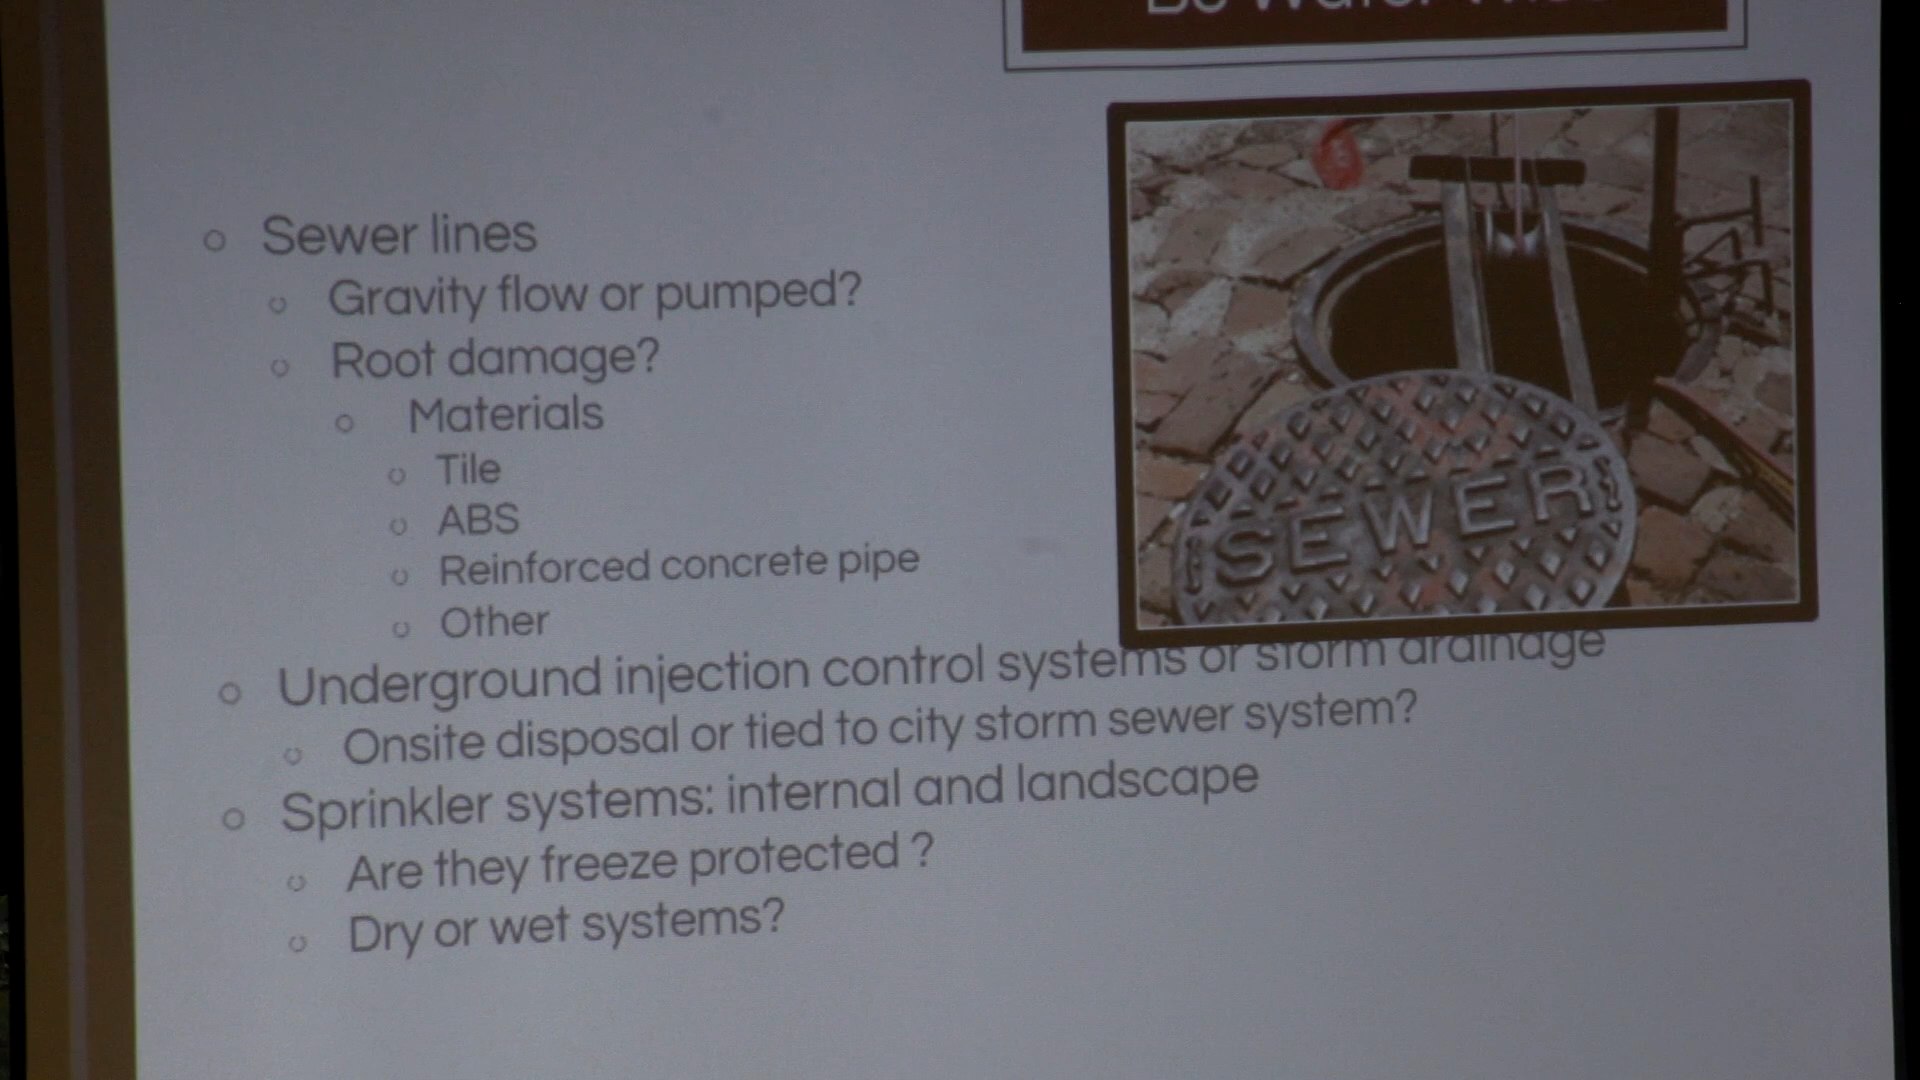 Sewer lines
Gravity flow or pumped?
Root damage?
Materials
Tile
ABS
Reinforced concrete pipe
Other
Underground injection control systems or storm drainage
Onsite disposal or tied to city storm sewer system?
Sprinkler systems: internal and landscape
Are they freeze protected ?
Dry or wet systems?
SEWER